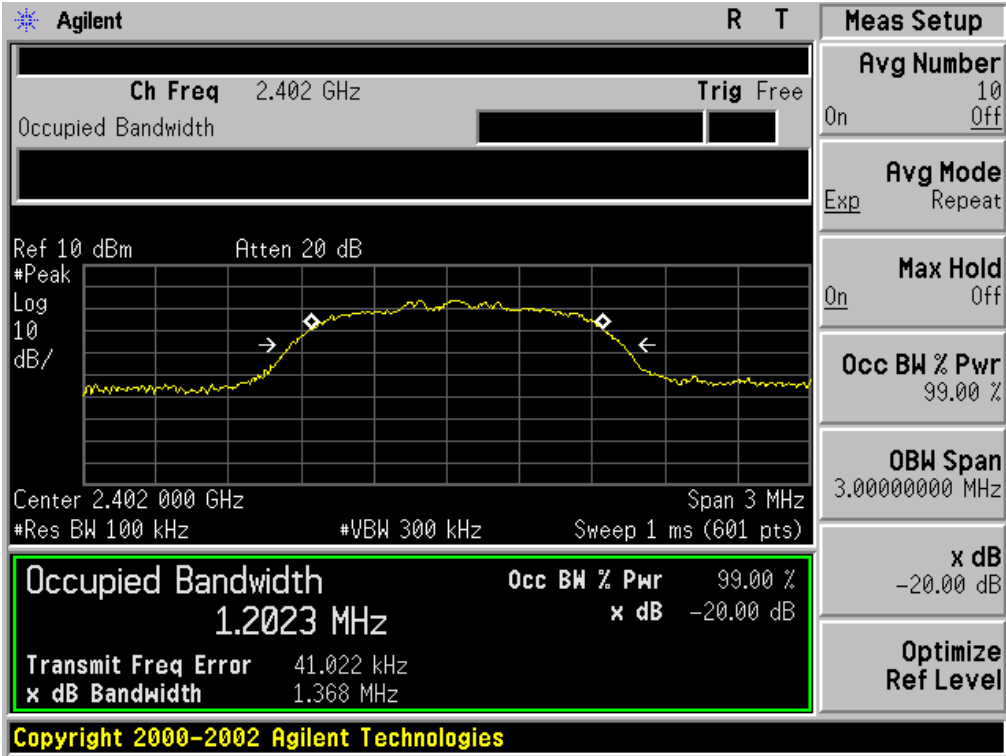 Agilent R T Meas Setup
Ch Freq 2.402 GHz Trig Free
Occupied Bandwidth
Ref 10 dBm Atten 20 dB
#Peak
Log
10
dB/
Center 2.402 000 GHz Span 3 MHz
#Res BW 100 kHz #VBW 300 kHz Sweep 1 ms (601 pts)
Occupied Bandwidth Occ BW % Pwr 99.00 %
1.2023 MHz x dB -20.00 dB
Transmit Freq Error 41.022 kHz
x dB Bandwidth 1.368 MHz
Avg Number
10
On Off
Avg Mode
Exp Repeat
Max Hold
On Off
Occ BW % Pwr
99.00 %
OBW Span
3.00000000 MHz
x dB
-20.00 dB
Optimize
Ref Level
Copyright 2000-2002 Agilent Technologies